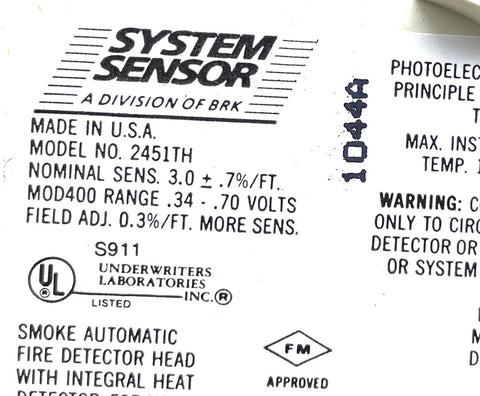 SYSTEM
SENSOR
A DIVISION OF BRK
MADE IN U.S.A.
MODEL NO. 2451TH
NOMINAL SENS. 3.0 ± .7%/FT.
MOD400 RANGE .34 - .70 VOLTS
FIELD ADJ. 0.3%/FT. MORE SENS.
S911
UL
®
LISTED
UNDERWRITERS
LABORATORIES
INC.®
SMOKE AUTOMATIC
FIRE DETECTOR HEAD
WITH INTEGRAL HEAT
FM
APPROVED
1044A
PHOTOELEC
PRINCIPLE
T
MAX. INST
TEMP. 1
WARNING: C
ONLY TO CIRC
DETECTOR OR
OR SYSTEM
M
D